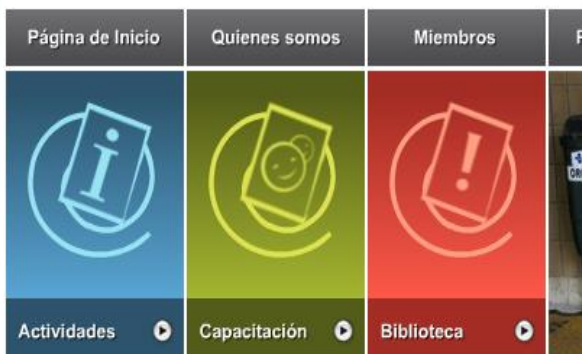 Página de Inicio
Quienes somos
Miembros
Actividades
Capacitación
Biblioteca